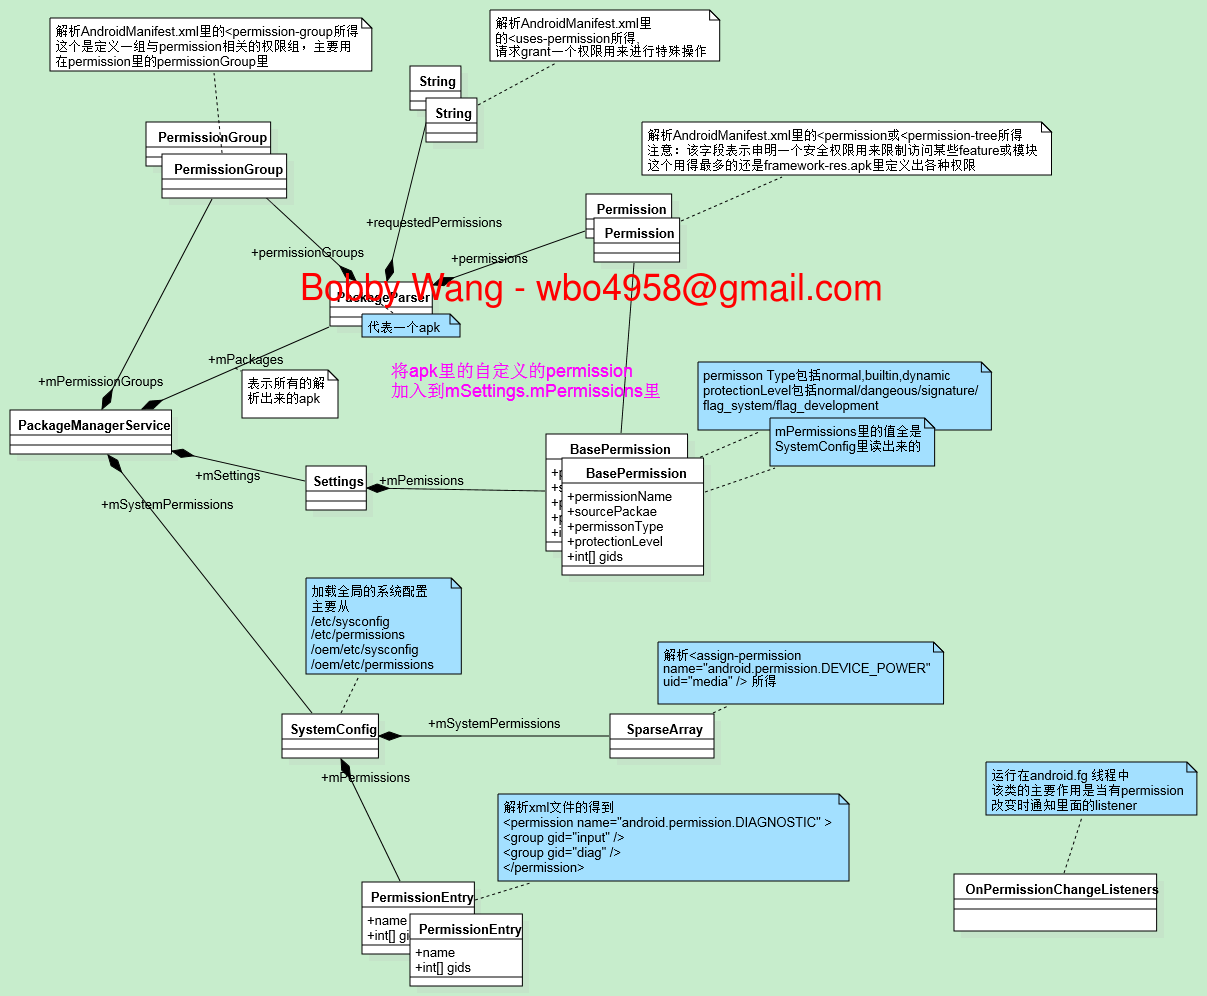 解析AndroidManifest.xml里的<permission-group所得
这个是定义一组与permission相关的权限组，主要用
在permission里的permissionGroup里
解析AndroidManifest.xml里
的<uses-permission所得,
请求grant一个权限用来进行特殊操作
String
String
PermissionGroup
PermissionGroup
解析AndroidManifest.xml里的<permission或<permission-tree所得
注意：该字段表示申明一个安全权限用来限制访问某些feature或模块
这个用得最多的还是framework-res.apk里定义出各种权限
Permission
Permission
+requestedPermissions
+permissionGroups
+permissions
Bobby Wang - wbo4958@gmail.com
PackageParser
代表一个apk
+mPackages
表示所有的解
析出来的apk
将apk里的自定义的permission
加入到mSettings.mPermissions里
+mPermissionGroups
PackageManagerService
permisson Type包括normal,builtin,dynamic
protectionLevel包括normal/dangeous/signature/
flag_system/flag_development
mPermissions里的值全是
SystemConfig里读出来的
BasePermission
BasePermission
+permissionName
+sourcePackae
+permissonType
+protectionLevel
+int[] gids
+mSettings
Settings
+mPemissions
+mSystemPermissions
加载全局的系统配置
主要从
/etc/sysconfig
/etc/permissions
/oem/etc/sysconfig
/oem/etc/permissions
解析<assign-permission
name="android.permission.DEVICE_POWER"
uid="media" /> 所得
SystemConfig
+mSystemPermissions
SparseArray
+mPermissions
解析xml文件的得到
<permission name="android.permission.DIAGNOSTIC" >
<group gid="input" />
<group gid="diag" />
</permission>
运行在android.fg 线程中
该类的主要作用是当有permission
改变时通知里面的listener
OnPermissionChangeListeners
PermissionEntry
+name
+int[] gi
PermissionEntry
+name
+int[] gids